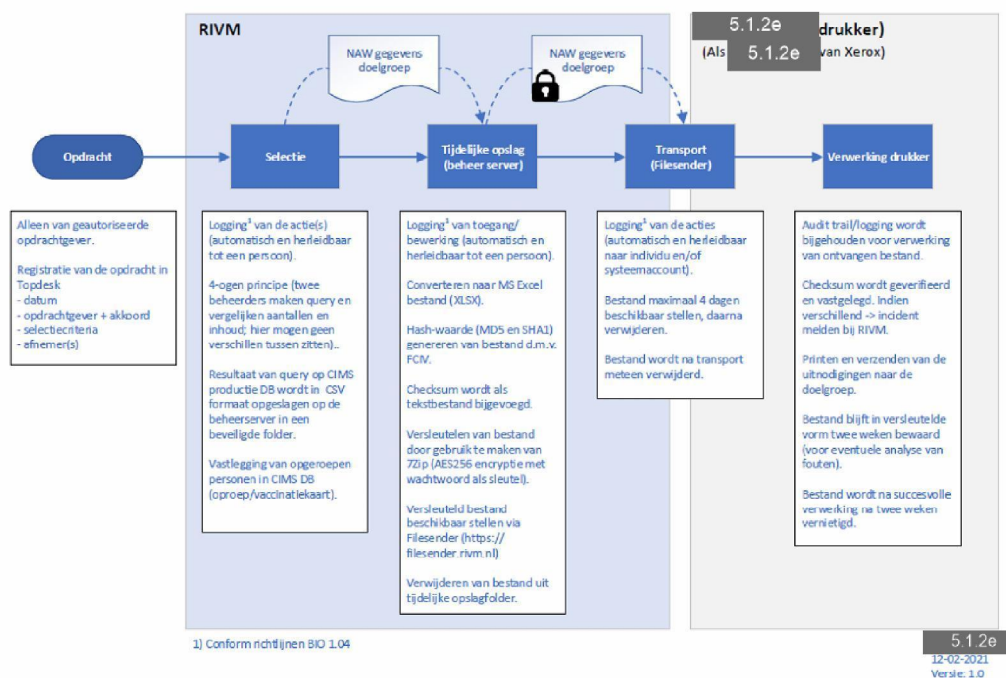 RIVM
5.1.2e
drukker)
(Als
5.1.2e
van Xerox)
NAW gegevens
doelgroep
NAW gegevens
doelgroep
Opdracht
Selectie
Tijdelijke opslag
(beheer server)
Transport
(Filesender)
Verwerking drukker
Alleen van geautoriseerde
opdrachtgever.
Registratie van de opdracht in
Topdesk
- datum
- opdrachtgever + akkoord
- selectiecriteria
- afnemer(s)
Logging¹ van de actie(s)
(automatisch en herleidbaar
tot een persoon).
4-ogen principe (twee
beheerders maken query en
vergelijken aantallen en
inhoud; hier mogen geen
verschillen tussen zitten)..
Resultaat van query op CIMS
productie DB wordt in CSV
formaat opgeslagen op de
beheerserver in een
beveiligde folder.
Vastlegging van opgeroepen
personen in CIMS DB
(oproep/vaccinatiekaart).
Logging¹ van toegang/
bewerking (automatisch en
herleidbaar tot een persoon).
Converteren naar MS Excel
bestand (XLSX).
Hash-waarde (MD5 en SHA1)
genereren van bestand d.m.v.
FCIV.
Checksum wordt als
tekstbestand bijgevoegd.
Versleutelen van bestand
door gebruik te maken van
7Zip (AES256 encryptie met
wachtwoord als sleutel).
Versleuteld bestand
beschikbaar stellen via
Filesender (https://
filesender.rivm.nl)
Verwijderen van bestand uit
tijdelijke opslagfolder.
Logging¹ van de acties
(automatisch en herleidbaar
naar individu en/of
systeemaccount).
Bestand maximaal 4 dagen
beschikbaar stellen, daarna
verwijderen.
Bestand wordt na transport
meteen verwijderd.
Audit trail/logging wordt
bijgehouden voor verwerking
van ontvangen bestand.
Checksum wordt geverifieerd
en vastgelegd. Indien
verschillend -> incident
melden bij RIVM.
Printen en verzenden van de
uitnodigingen naar de
doelgroep.
Bestand blijft in versleutelde
vorm twee weken bewaard
(voor eventuele analyse van
fouten).
Bestand wordt na succesvolle
verwerking na twee weken
vernietigd.
1) Conform richtlijnen BIO 1.04
5.1.2e
12-02-2021
Versie: 1.0